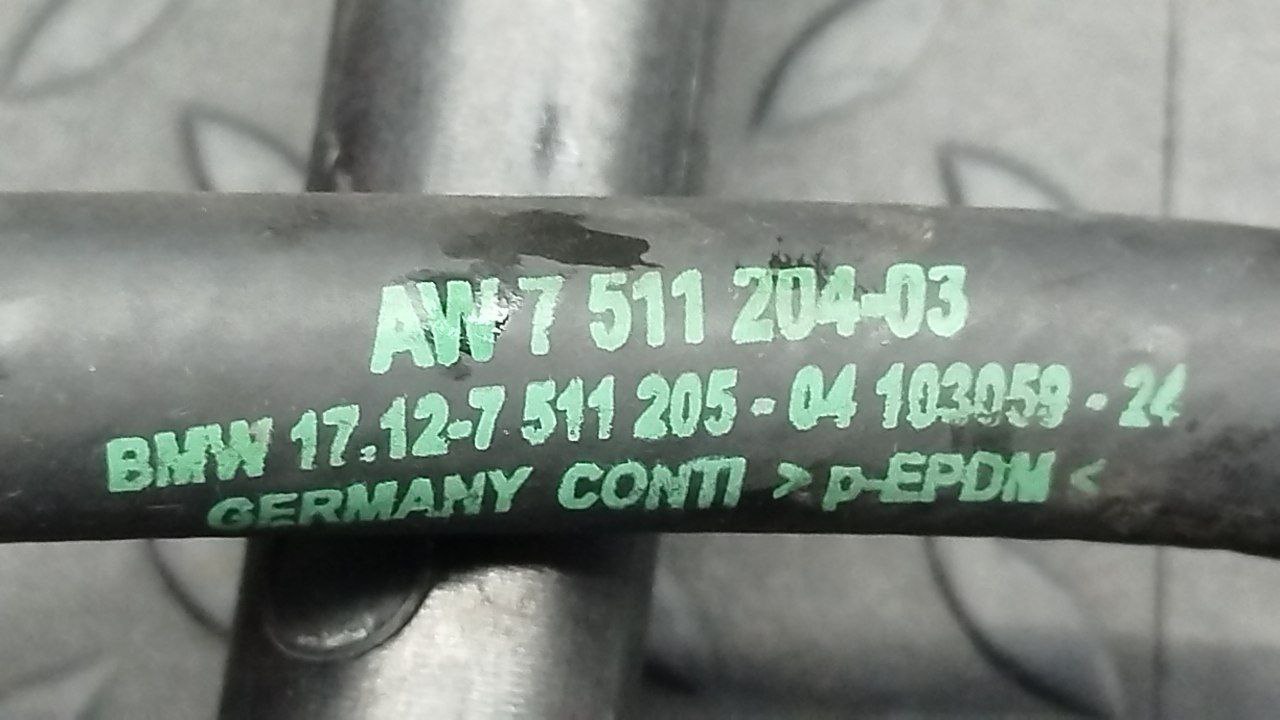 AW 7 511 204-03
BMW 17.12-7 511 205 - 04 103059 - 24
GERMANY CONTI > p-EPDM <